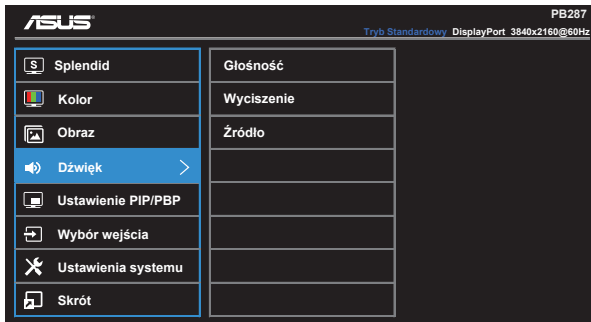 ASUS
PB287
Tryb Standardowy DisplayPort 3840x2160@60Hz
S Splendid
Kolor
Obraz
Dźwięk
Ustawienie PIP/PBP
Wybór wejścia
Ustawienia systemu
Skrót
Głośność
Wyciszenie
Źródło